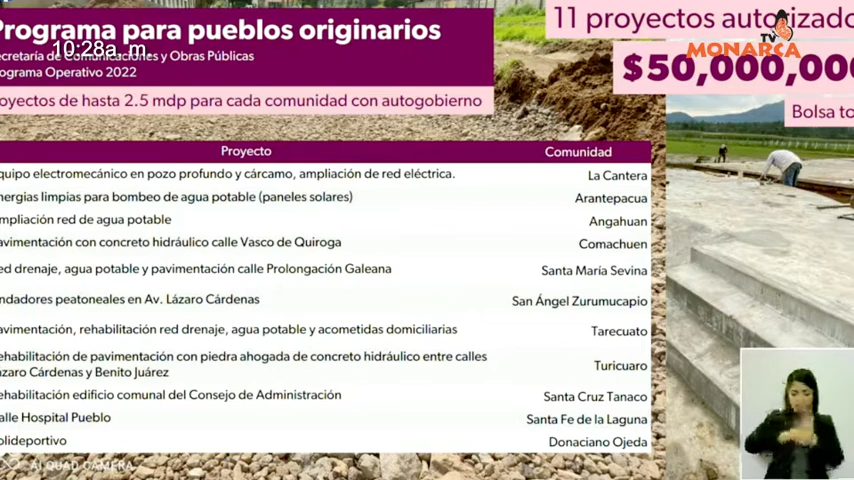 Programa para pueblos originarios
10:28a. m.
ecretaría de Comunicaciones y Obras Públicas
ograma Operativo 2022
oyectos de hasta 2.5 mdp para cada comunidad con autogobierno
11 proyectos autorizado
TV
MONARCA
$50,000,00
Bolsa to
Proyecto Comunidad
quipo electromecánico en pozo profundo y cárcamo, ampliación de red eléctrica. La Cantera
nergias limpias para bombeo de agua potable (paneles solares) Arantepacua
mpliación red de agua potable Angahuan
avimentación con concreto hidráulico calle Vasco de Quiroga Comachuen
ed drenaje, agua potable y pavimentación calle Prolongación Galeana Santa María Sevina
ndadores peatoneales en Av. Lázaro Cárdenas San Ángel Zurumucapio
avimentación, rehabilitación red drenaje, agua potable y acometidas domiciliarias Tarecuato
ehabilitación de pavimentación con piedra ahogada de concreto hidráulico entre calles
ázaro Cárdenas y Benito Juárez Turicuaro
ehabilitación edificio comunal del Consejo de Administración Santa Cruz Tanaco
alle Hospital Pueblo Santa Fe de la Laguna
olideportivo Donaciano Ojeda
AI QUAD CAMERA